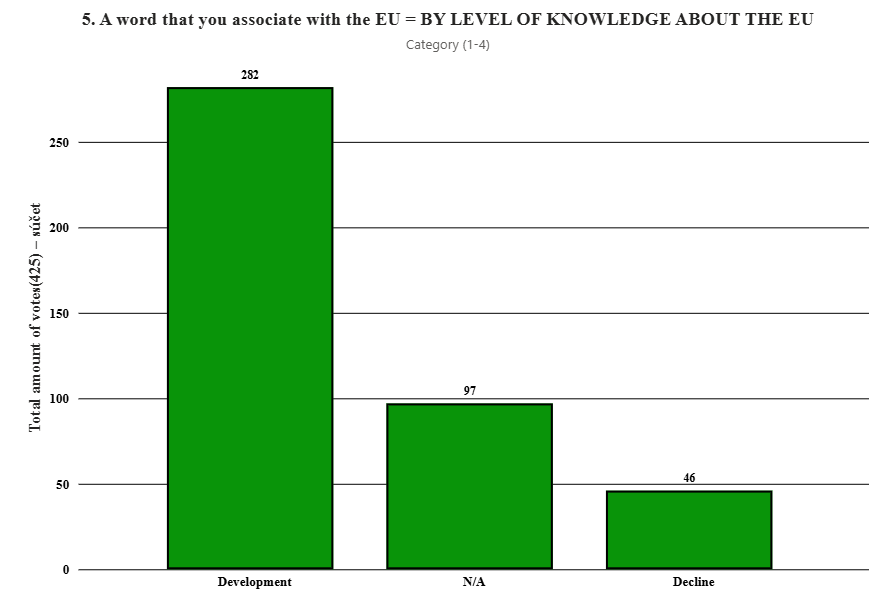 5. A word that you associate with the EU = BY LEVEL OF KNOWLEDGE ABOUT THE EU
Category (1-4)
Total amount of votes(425) – súčet
250
200
150
100
50
0
282
97
46
Development
N/A
Decline